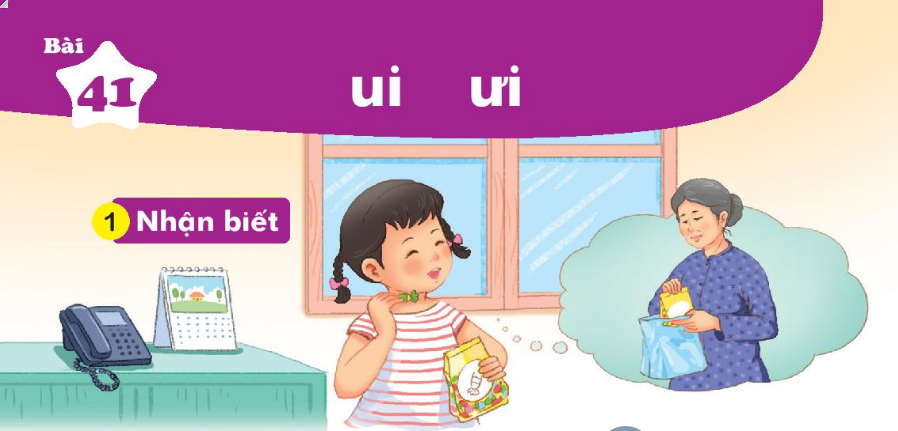 Bài
41
ui ưi
1 Nhận biết